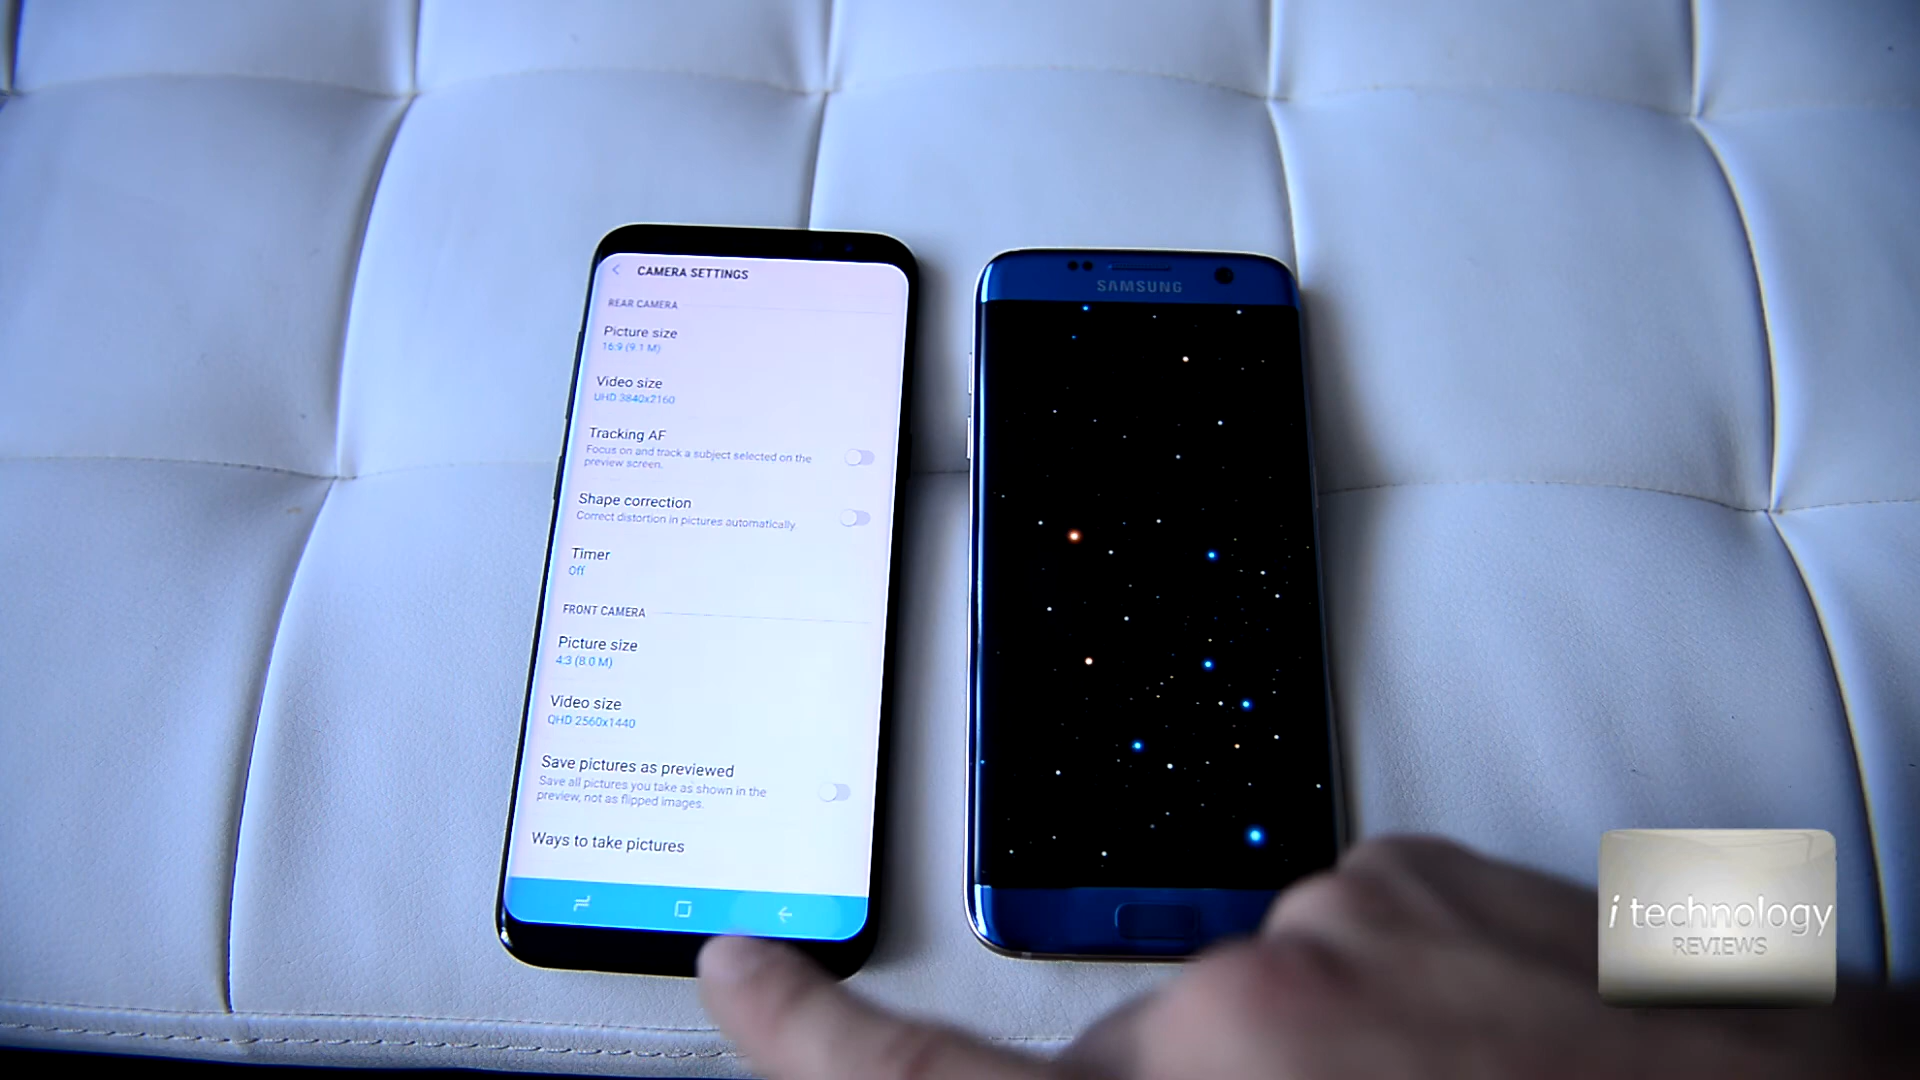 CAMERA SETTINGS
REAR CAMERA
Picture size
16:9 (9.1 M)
Video size
UHD 3840x2160
Tracking AF
Focus on and track a subject selected on the
preview screen.
Shape correction
Correct distortion in pictures automatically.
Timer
Off
FRONT CAMERA
Picture size
4:3 (8.0 M)
Video size
QHD 2560x1440
Save pictures as previewed
Save all pictures you take as shown in the
preview, not as flipped images.
Ways to take pictures
SAMSUNG
i technology
REVIEWS